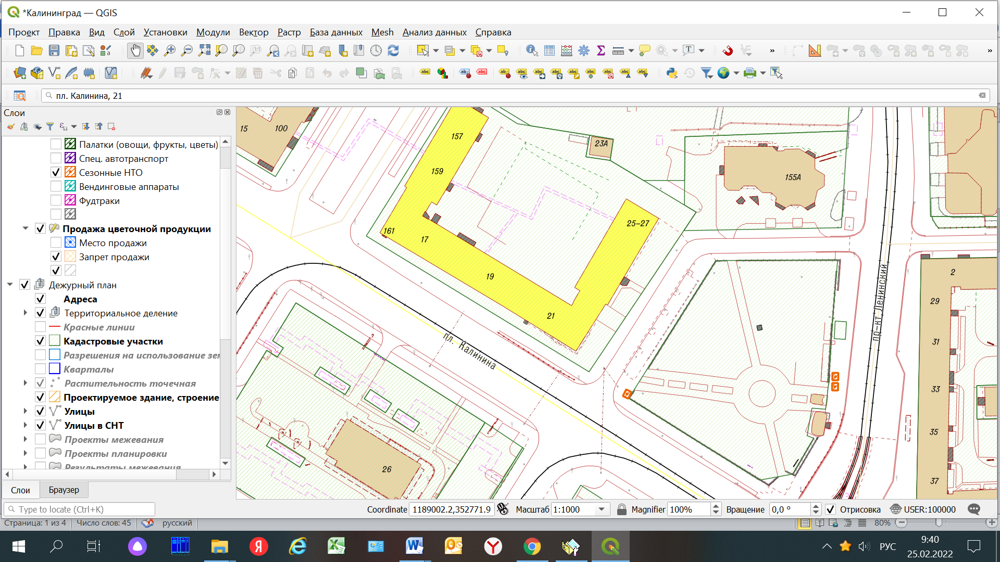 *Калининград — QGIS
Проект Правка Вид Слой Установки Модули Вектор Растр База данных Mesh Анализ данных Справка
пл. Калинина, 21
Слои
Палатки (овощи, фрукты, цветы)
Спец. автотранспорт
Сезонные НТО
Вендинговые аппараты
Фудтраки
Продажа цветочной продукции
Место продажи
Запрет продажи
Дежурный план
Адреса
Территориальное деление
Красные линии
Кадастровые участки
Разрешения на использование зем
Кварталы
Растительность точечная
Проектируемое здание, строение
Улицы
Улицы в СНТ
Проекты межевания
Проекты планировки
Результаты межевания
Слои Браузер
15
100
157
23А
159
155А
25-27
161
17
19
21
2
29
31
33
35
37
26
пл. Калинина
пр-кт Ленинский
Type to locate (Ctrl+K)
Coordinate 1189002.2,352771.9 Масштаб 1:1000 Magnifier 100% Вращение 0,0 ° Отрисовка USER:100000
Страница: 1 из 4 Число слов: 45 русский 80%
РУС
9:40
25.02.2022